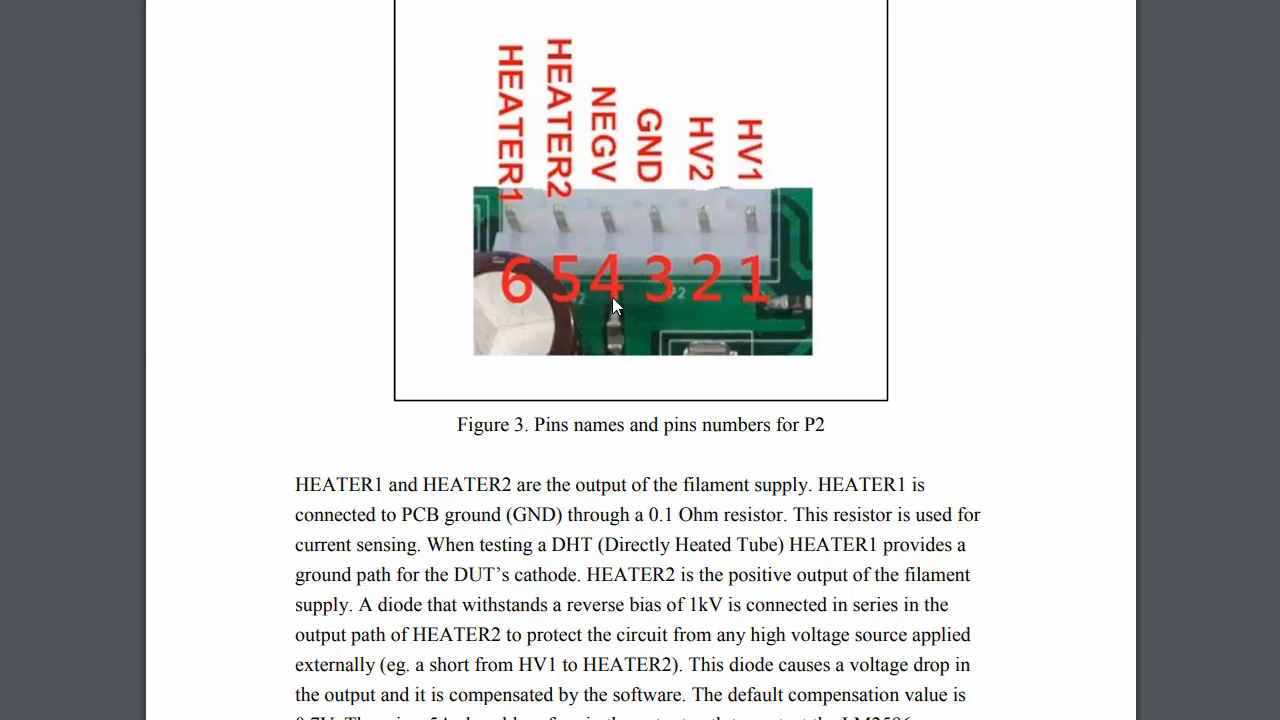 HEATER1
HEATER2
NEGV
GND
HV2
HV1
6 5 4 3 2 1
P2
Figure 3. Pins names and pins numbers for P2
HEATER1 and HEATER2 are the output of the filament supply. HEATER1 is
connected to PCB ground (GND) through a 0.1 Ohm resistor. This resistor is used for
current sensing. When testing a DHT (Directly Heated Tube) HEATER1 provides a
ground path for the DUT's cathode. HEATER2 is the positive output of the filament
supply. A diode that withstands a reverse bias of 1kV is connected in series in the
output path of HEATER2 to protect the circuit from any high voltage source applied
externally (eg. a short from HV1 to HEATER2). This diode causes a voltage drop in
the output and it is compensated by the software. The default compensation value is